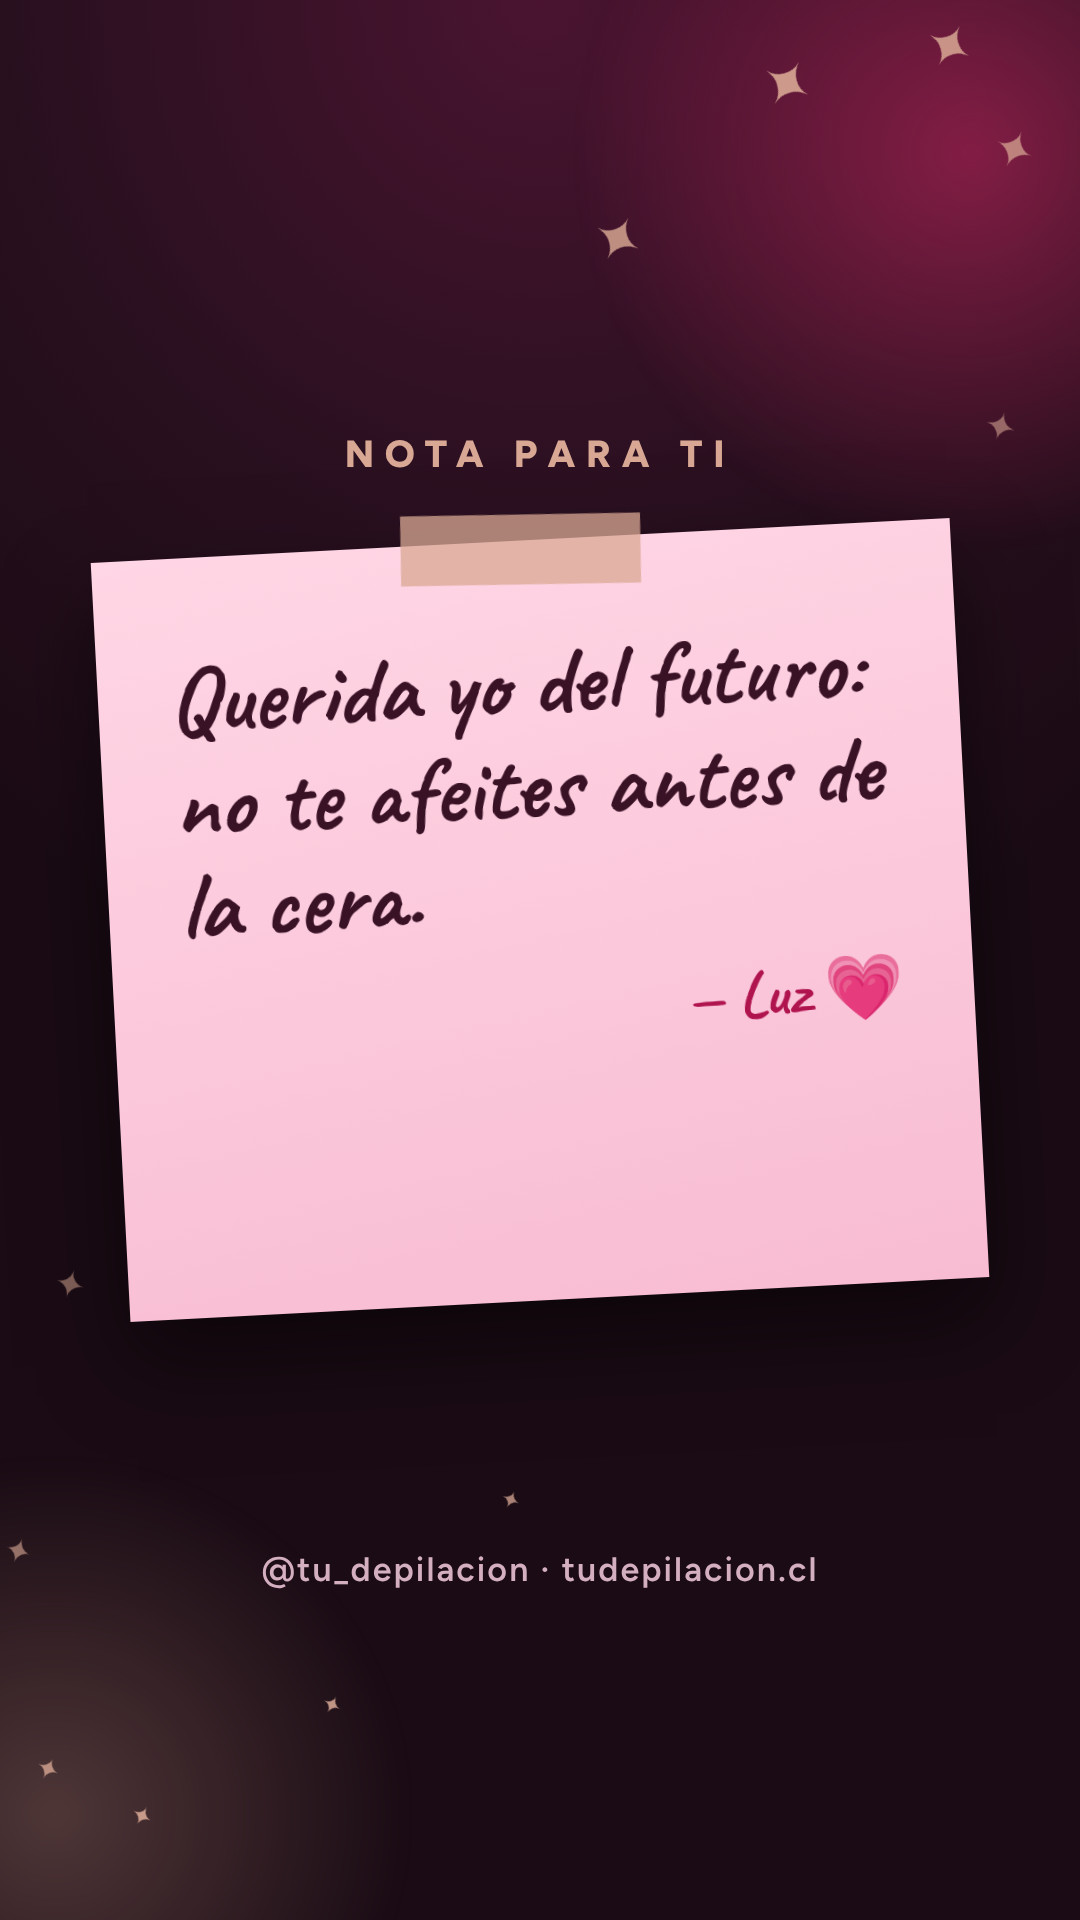 NOTA PARA TI
Querida yo del futuro:
no te afeites antes de
la cera.
– Luz 💗
@tu_depilacion · tudepilacion.cl